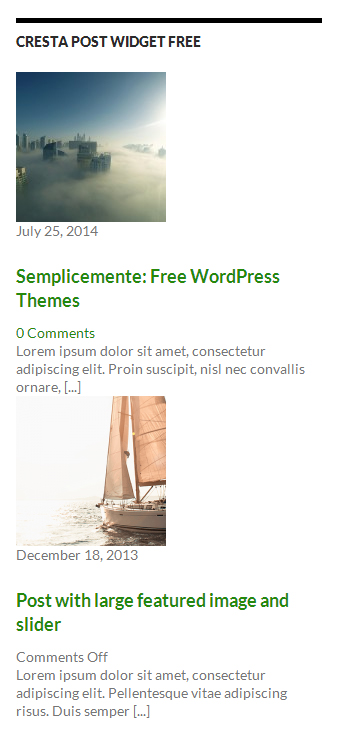 CRESTA POST WIDGET FREE
July 25, 2014
Semplicemente: Free WordPress
Themes
0 Comments
Lorem ipsum dolor sit amet, consectetur
adipiscing elit. Proin suscipit, nisl nec convallis
ornare, [...]
December 18, 2013
Post with large featured image and
slider
Comments Off
Lorem ipsum dolor sit amet, consectetur
adipiscing elit. Pellentesque vitae adipiscing
risus. Duis semper [...]